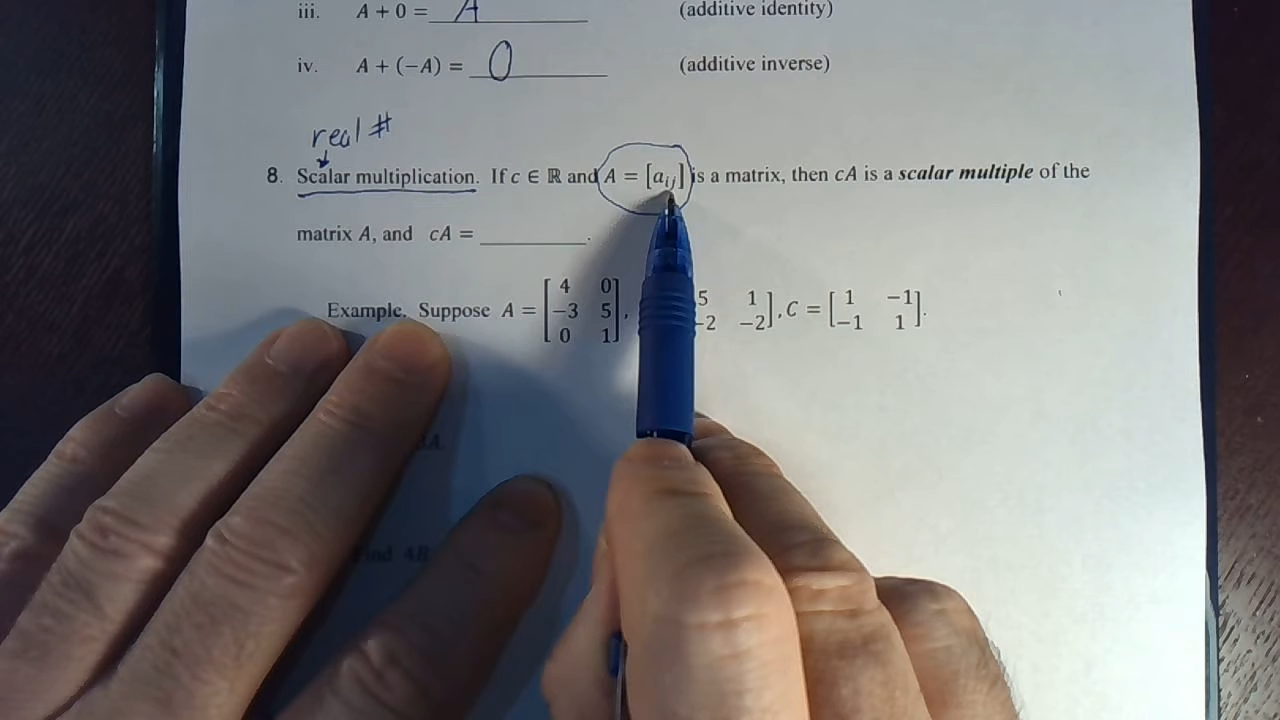 iii. A + 0 = A (additive identity)
iv. A + (−A) = 0 (additive inverse)
real #
8. Scalar multiplication. If c ∈ ℝ and A = [aᵢⱼ] is a matrix, then cA is a scalar multiple of the
matrix A, and cA = ________.
Example. Suppose A = [4 0; −3 5; 0 1], 5 1; −2 −2], C = [1 −1; −1 1].
4B